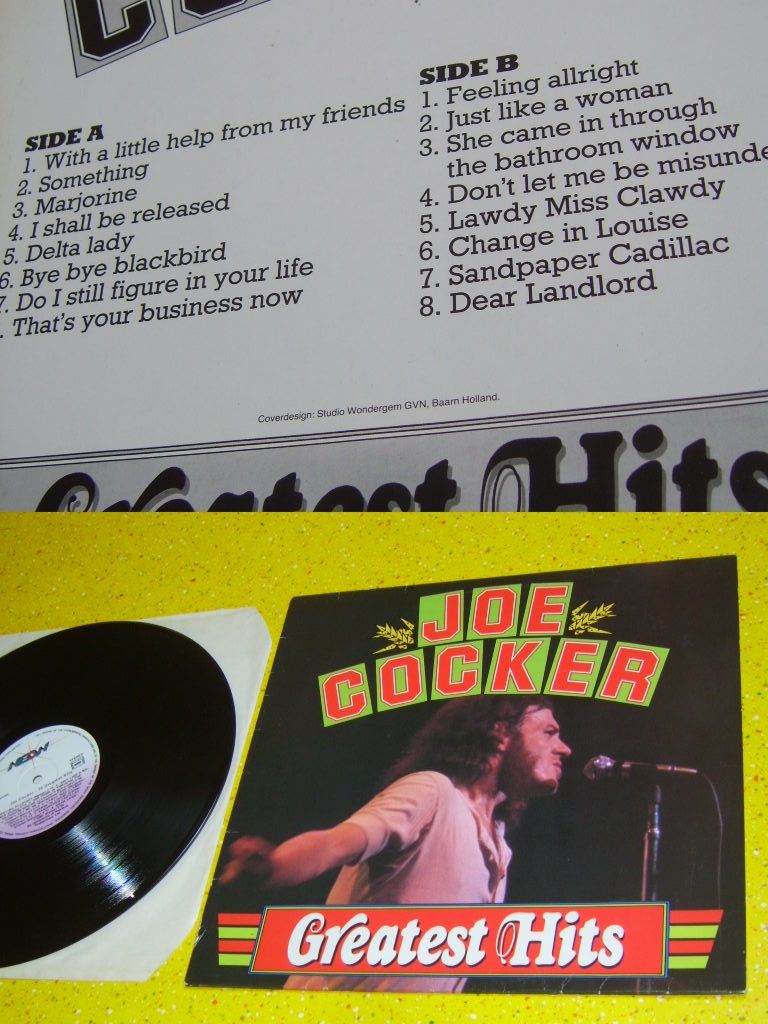 SIDE A
1. With a little help from my friends
2. Something
3. Marjorine
4. I shall be released
5. Delta lady
6. Bye bye blackbird
7. Do I still figure in your life
. That's your business now
SIDE B
1. Feeling allright
2. Just like a woman
3. She came in through
the bathroom window
4. Don't let me be misunde
5. Lawdy Miss Clawdy
6. Change in Louise
7. Sandpaper Cadillac
8. Dear Landlord
Coverdesign: Studio Wondergem GVN, Baarn Holland.
Greatest Hits
JOE
COCKER
NEON
Greatest Hits